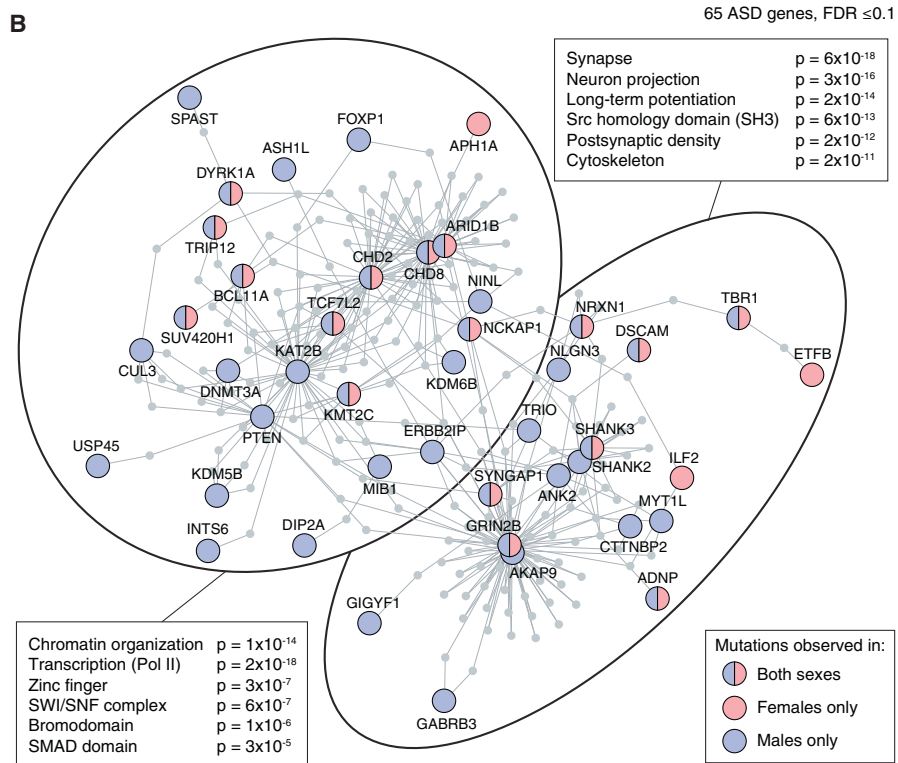 B
65 ASD genes, FDR ≤0.1
Synapse p = 6x10⁻¹⁸
Neuron projection p = 3x10⁻¹⁶
Long-term potentiation p = 2x10⁻¹⁴
Src homology domain (SH3) p = 6x10⁻¹³
Postsynaptic density p = 2x10⁻¹²
Cytoskeleton p = 2x10⁻¹¹
SPAST
FOXP1
APH1A
ASH1L
DYRK1A
ARID1B
TRIP12
CHD2
CHD8
BCL11A
NINL
TCF7L2
NRXN1
TBR1
SUV420H1
NCKAP1
DSCAM
KAT2B
NLGN3
ETFB
CUL3
DNMT3A
KDM6B
KMT2C
TRIO
PTEN
ERBB2IP
SHANK3
USP45
ILF2
SHANK2
KDM5B
MIB1
SYNGAP1
ANK2
MYT1L
INTS6
DIP2A
GRIN2B
CTTNBP2
AKAP9
ADNP
GIGYF1
GABRB3
Chromatin organization p = 1x10⁻¹⁴
Transcription (Pol II) p = 2x10⁻¹⁸
Zinc finger p = 3x10⁻⁷
SWI/SNF complex p = 6x10⁻⁷
Bromodomain p = 1x10⁻⁶
SMAD domain p = 3x10⁻⁵
Mutations observed in:
Both sexes
Females only
Males only